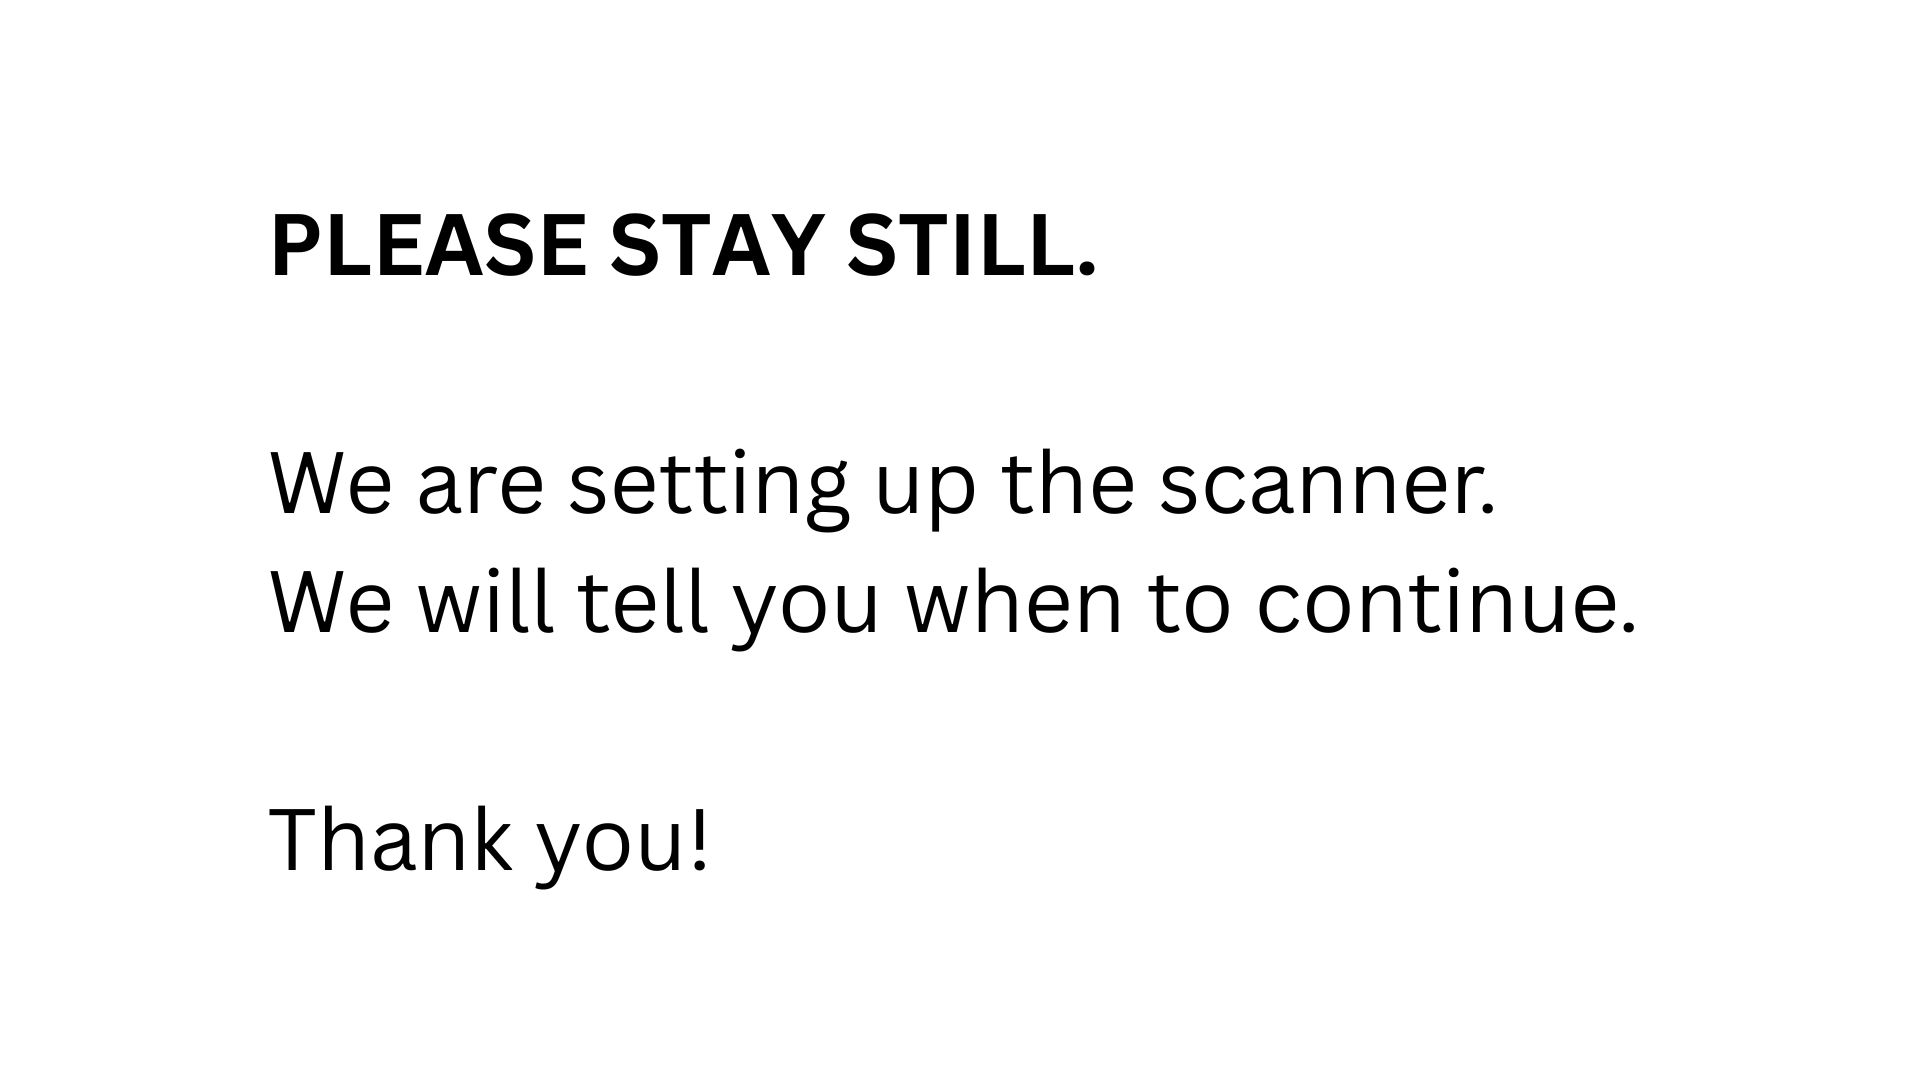 PLEASE STAY STILL.
We are setting up the scanner.
We will tell you when to continue.
Thank you!